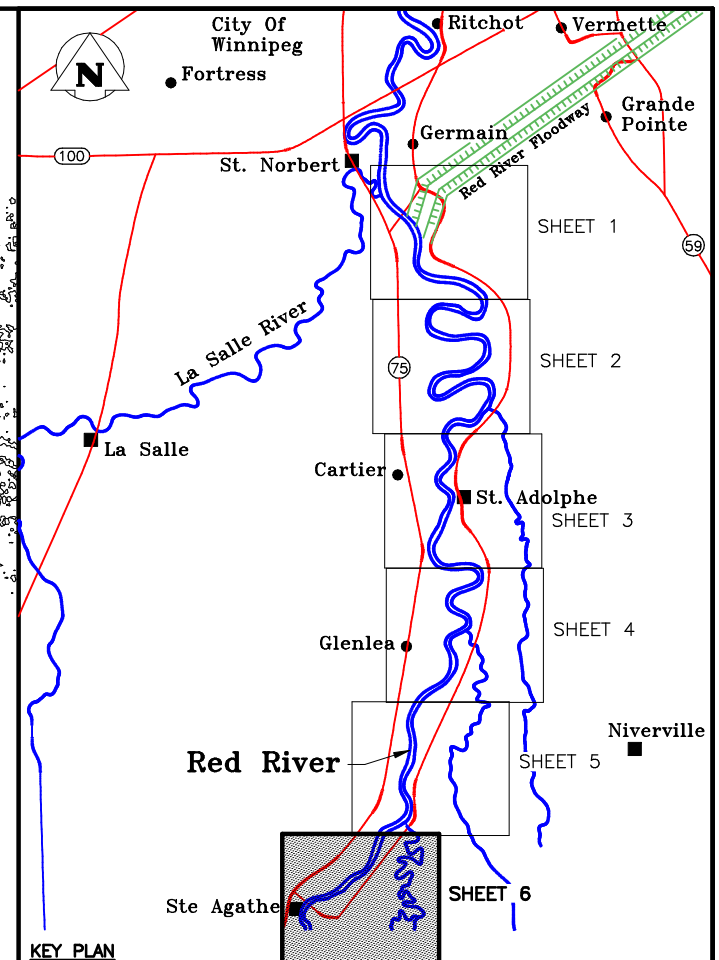 City Of
Winnipeg
Ritchot
Vermette
N
Fortress
Grande
Pointe
Germain
100
St. Norbert
Red River Floodway
SHEET 1
59
La Salle River
SHEET 2
75
La Salle
Cartier
St. Adolphe
SHEET 3
SHEET 4
Glenlea
Niverville
Red River
SHEET 5
SHEET 6
Ste Agathe
KEY PLAN